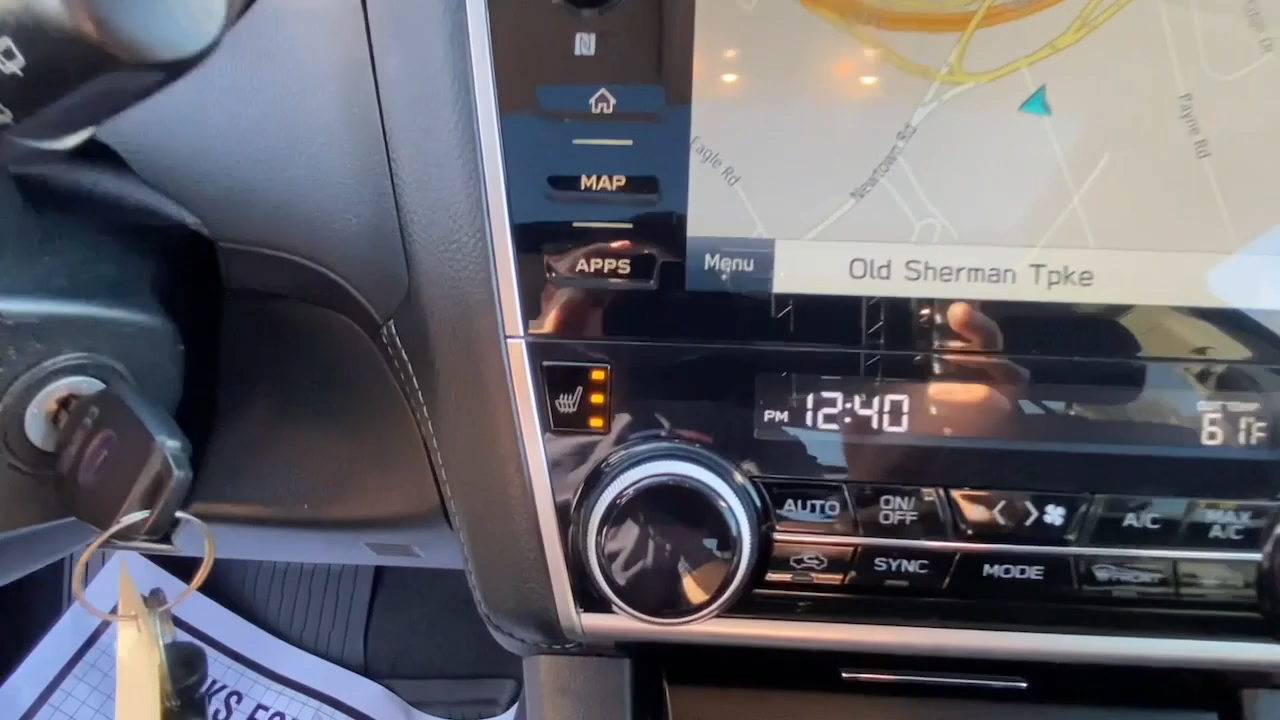 N
MAP
APPS
Eagle Rd
Newtown Rd
Payne Rd
Menu
Old Sherman Tpke
PM 12:40
61°F
AUTO
ON/
OFF
A/C
MAX
A/C
SYNC
MODE
FRONT